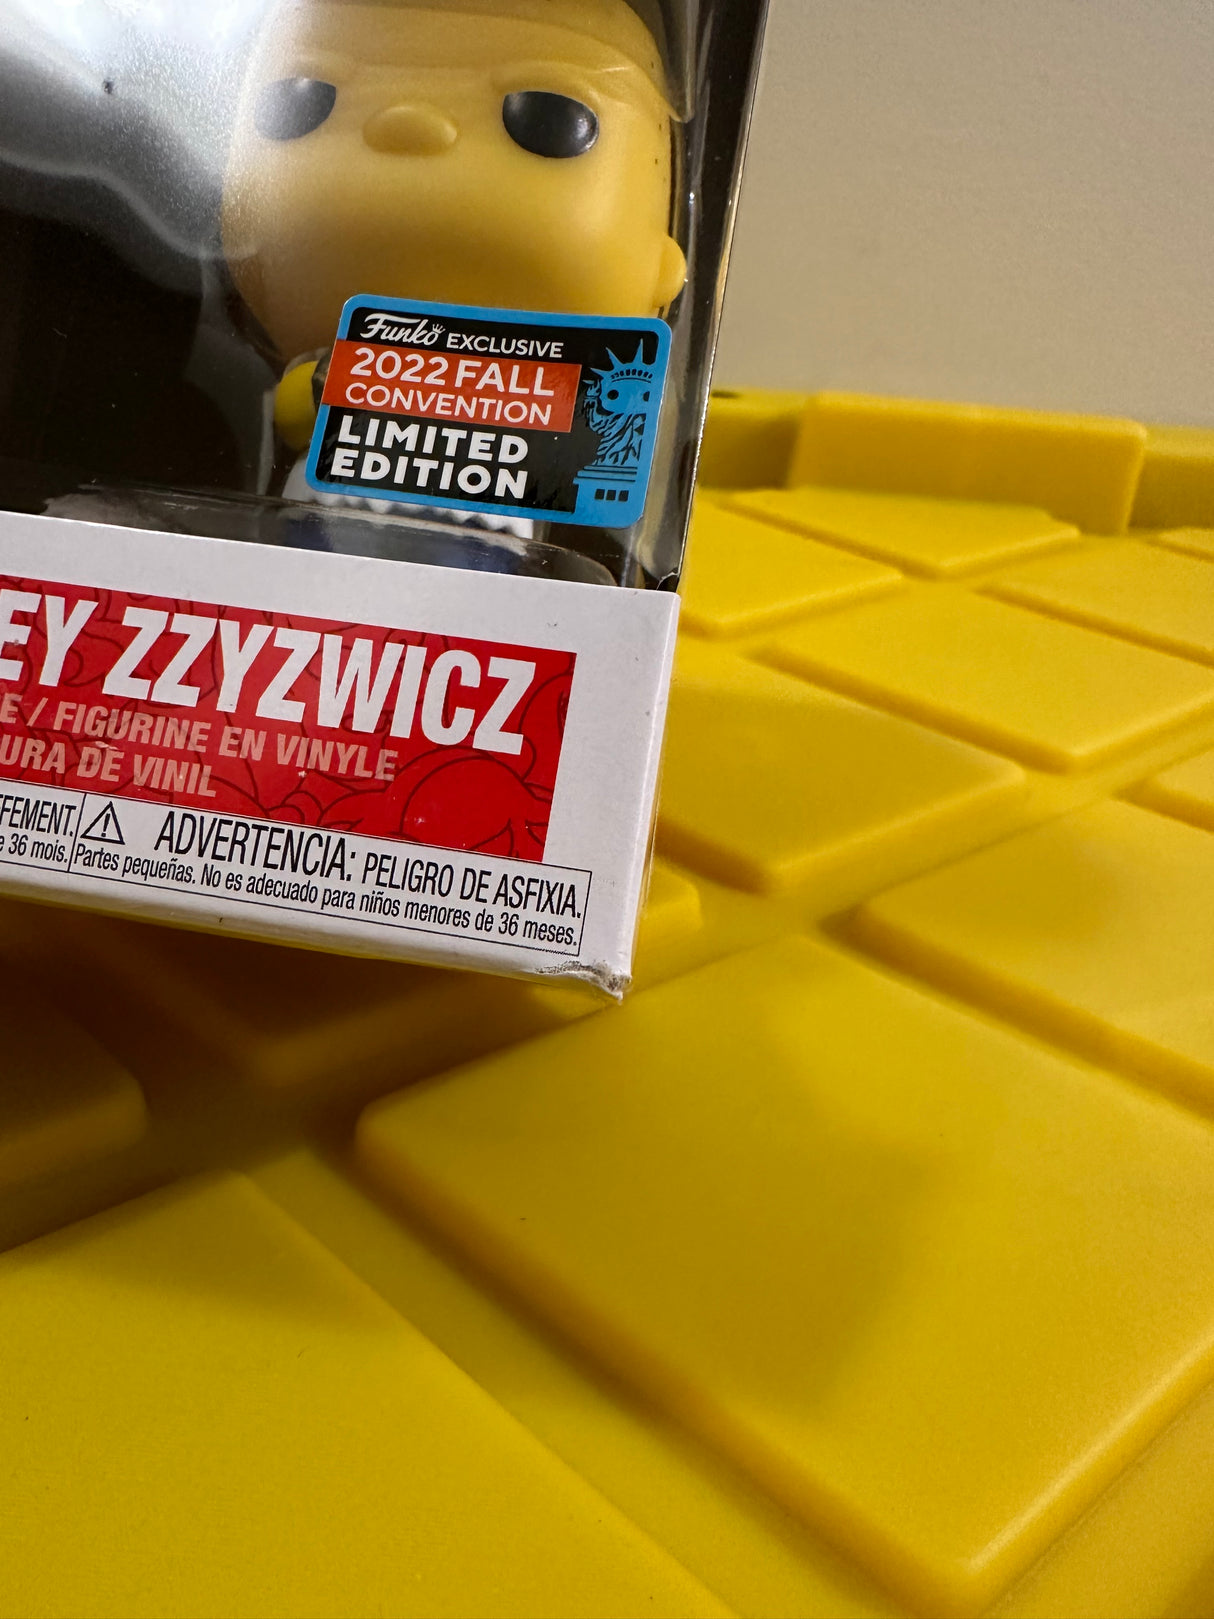 Funko EXCLUSIVE
2022 FALL
CONVENTION
LIMITED
EDITION
EY ZZYZWICZ
E / FIGURINE EN VINYLE
URA DE VINIL
FFEMENT.
e 36 mois.
ADVERTENCIA: PELIGRO DE ASFIXIA.
Partes pequeñas. No es adecuado para niños menores de 36 meses.